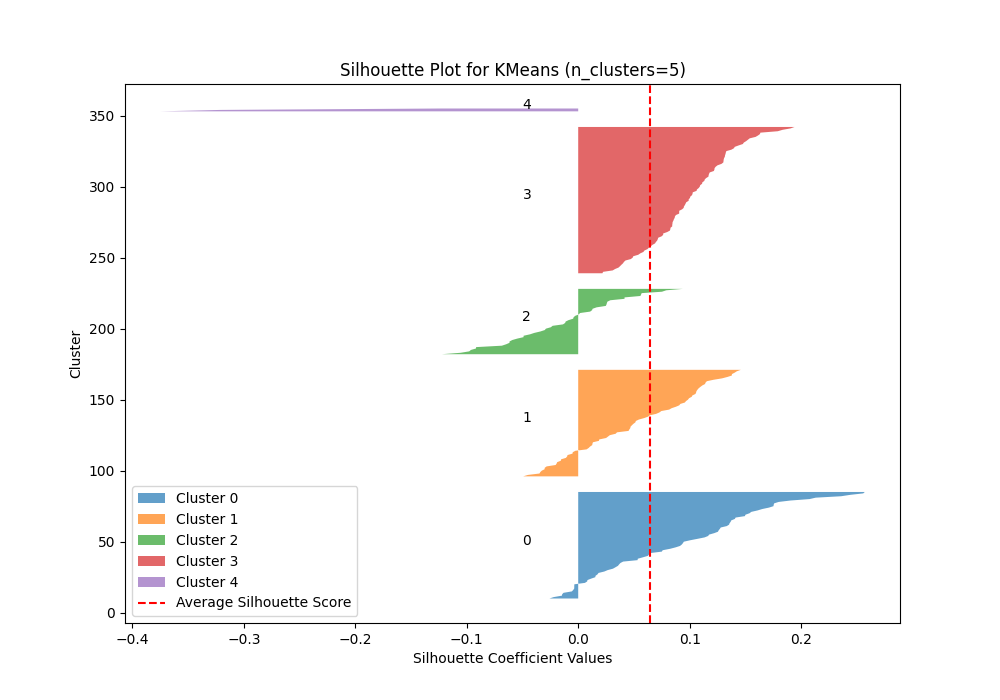 Silhouette Plot for KMeans (n_clusters=5)
Cluster
350
300
250
200
150
100
50
0
4
3
2
1
0
Cluster 0
Cluster 1
Cluster 2
Cluster 3
Cluster 4
Average Silhouette Score
−0.4 −0.3 −0.2 −0.1 0.0 0.1 0.2
Silhouette Coefficient Values